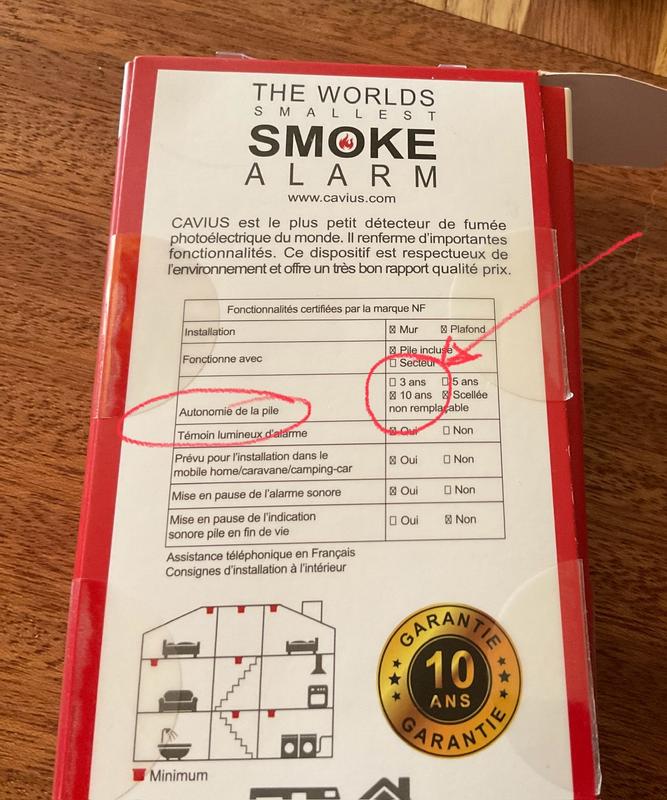 THE WORLDS
SMALLEST
SMOKE
ALARM
www.cavius.com
CAVIUS est le plus petit détecteur de fumée
photoélectrique du monde. Il renferme d'importantes
fonctionnalités. Ce dispositif est respectueux de
l'environnement et offre un très bon rapport qualité prix.
Fonctionnalités certifiées par la marque NF
Installation ☒ Mur ☒ Plafond
Fonctionne avec ☒ Pile incluse
☐ Secteur
☐ 3 ans ☐ 5 ans
☒ 10 ans ☒ Scellée
Autonomie de la pile non remplaçable
Témoin lumineux d'alarme ☒ Oui ☐ Non
Prévu pour l'installation dans le
mobile home/caravane/camping-car ☒ Oui ☐ Non
Mise en pause de l'alarme sonore ☒ Oui ☐ Non
Mise en pause de l'indication
sonore pile en fin de vie ☐ Oui ☒ Non
Assistance téléphonique en Français
Consignes d'installation à l'intérieur
GARANTIE
10
ANS
GARANTIE
Minimum